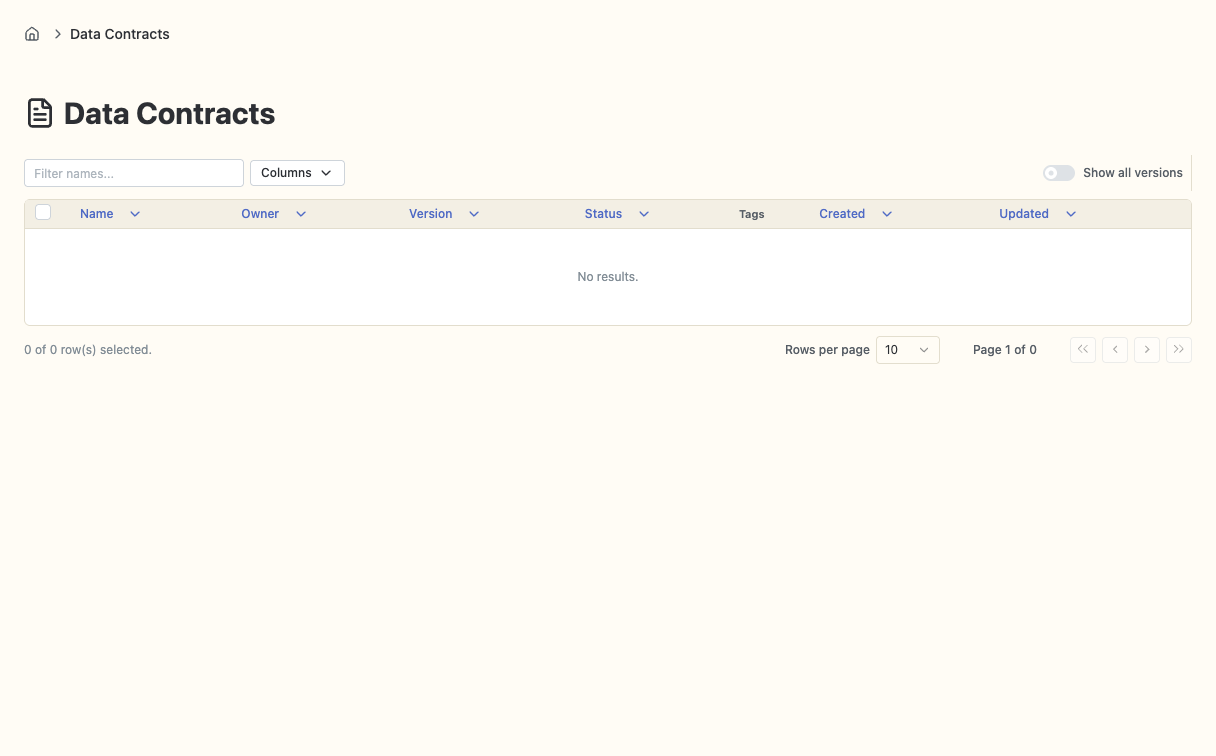 Data Contracts
Data Contracts
Filter names...
Columns
Show all versions
Name Owner Version Status Tags Created Updated
No results.
0 of 0 row(s) selected.
Rows per page 10 Page 1 of 0